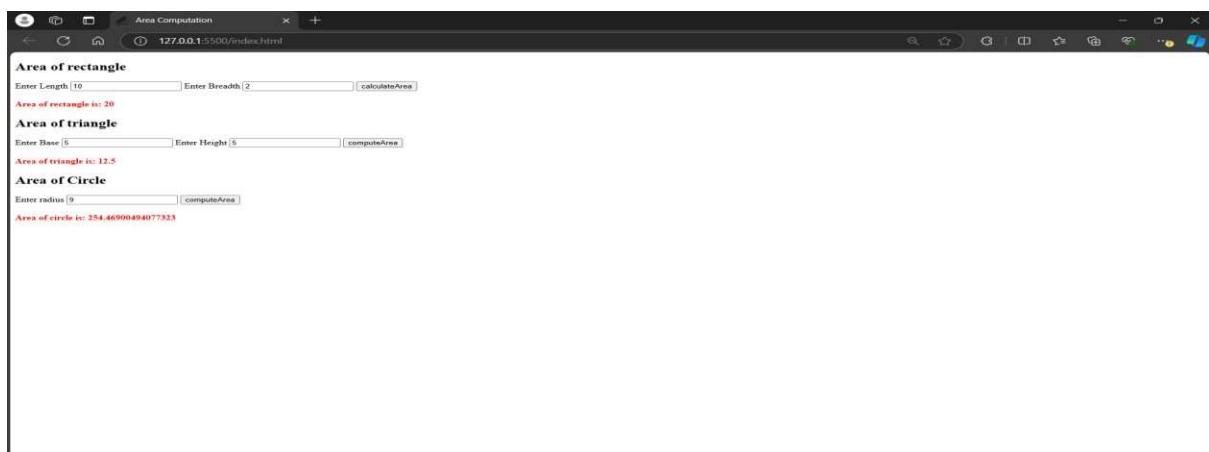 Area Computation
127.0.0.1:5500/index.html
Area of rectangle
Enter Length 10 Enter Breadth 2 calculateArea
Area of rectangle is: 20
Area of triangle
Enter Base 5 Enter Height 5 computeArea
Area of triangle is: 12.5
Area of Circle
Enter radius 9 computeArea
Area of circle is: 254.46900494077323